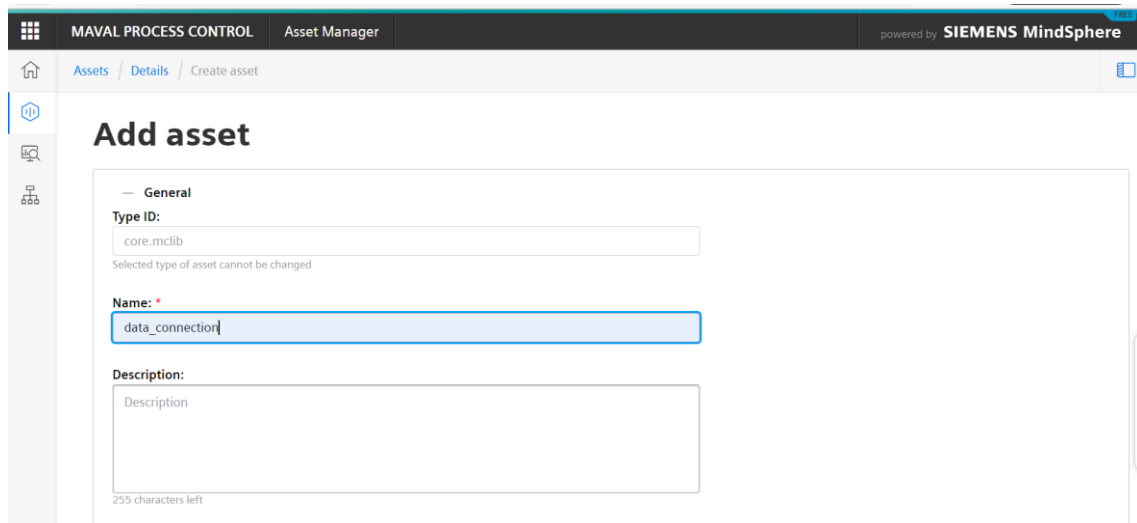 FREE
MAVAL PROCESS CONTROL Asset Manager powered by SIEMENS MindSphere
Assets / Details / Create asset
Add asset
— General
Type ID:
core.mclib
Selected type of asset cannot be changed
Name: *
data_connection
Description:
Description
255 characters left